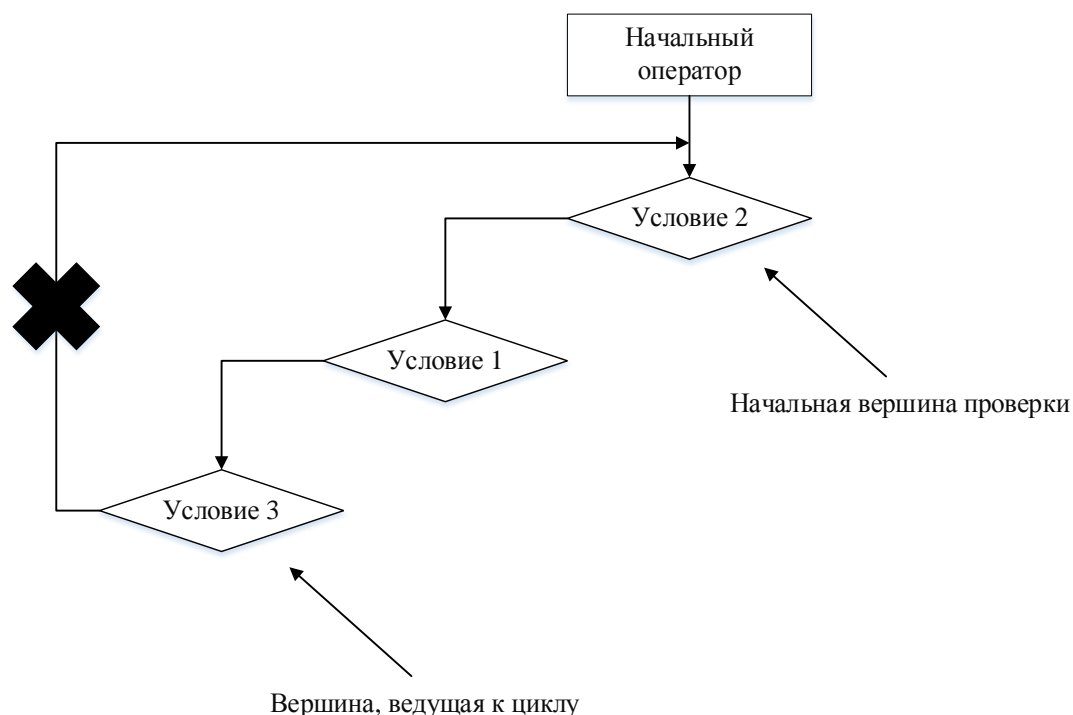 Начальный
оператор
Условие 2
Условие 1
Начальная вершина проверки
Условие 3
Вершина, ведущая к циклу